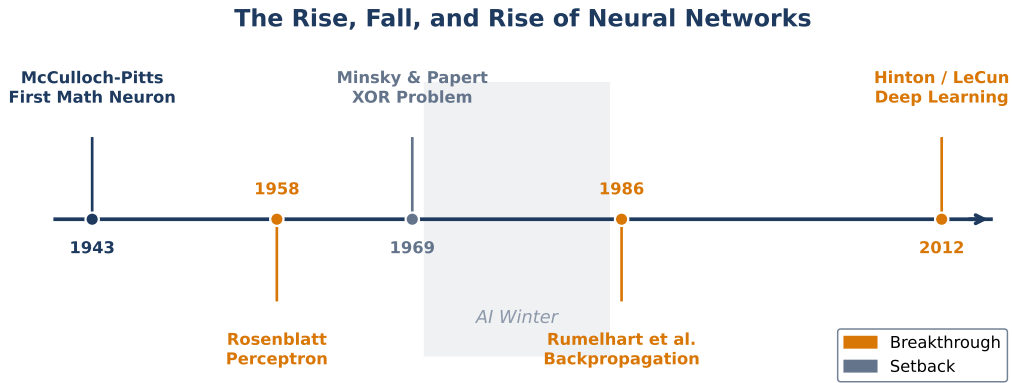 The Rise, Fall, and Rise of Neural Networks
McCulloch-Pitts
First Math Neuron
Minsky & Papert
XOR Problem
Hinton / LeCun
Deep Learning
1958
1986
1943
1969
2012
AI Winter
Rosenblatt
Perceptron
Rumelhart et al.
Backpropagation
Breakthrough
Setback